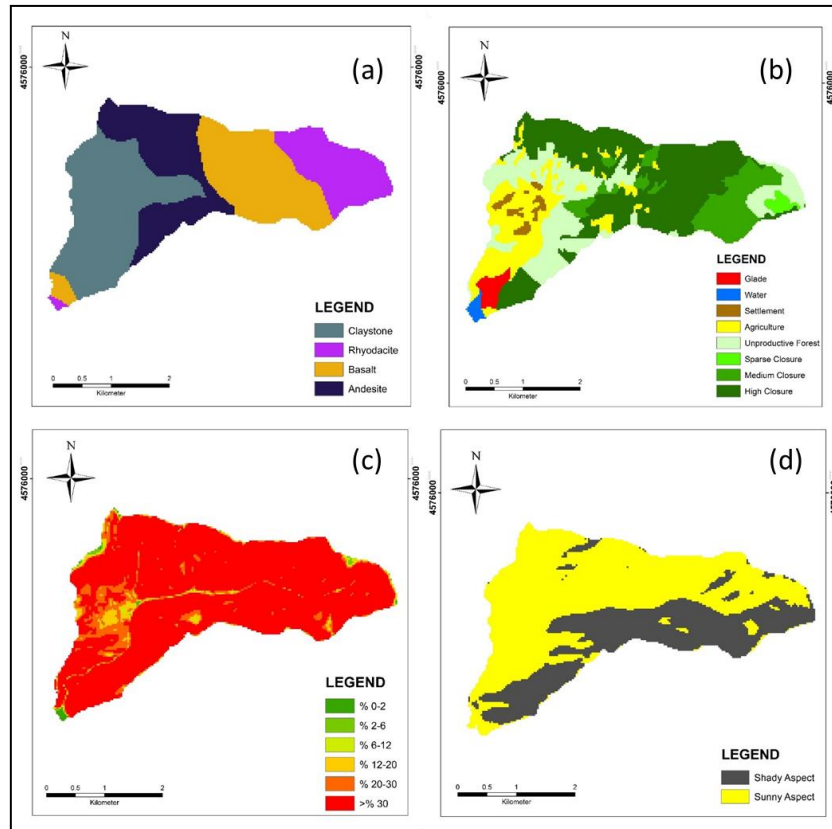 N
(a)
4576000
LEGEND
Claystone
Rhyodacite
Basalt
Andesite
0 0.5 1 2
Kilometer
N
(b)
4576000
LEGEND
Glade
Water
Settlement
Agriculture
Unproductive Forest
Sparse Closure
Medium Closure
High Closure
0 0.5 1 2
Kilometer
N
(c)
4576000
LEGEND
% 0-2
% 2-6
% 6-12
% 12-20
% 20-30
>% 30
0 0.5 1 2
Kilometer
N
(d)
4576000
4576000
LEGEND
Shady Aspect
Sunny Aspect
0 0.5 1 2
Kilometer